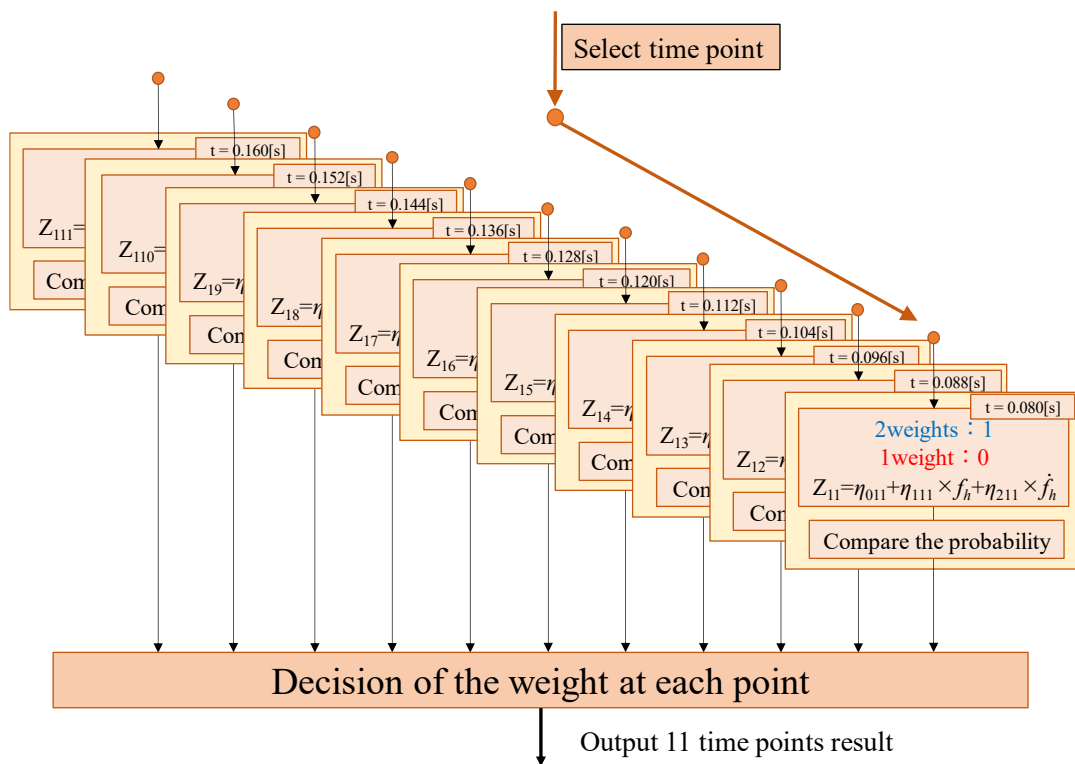 Select time point
t = 0.160[s]
Z111=
Com
t = 0.152[s]
Z110=
Com
t = 0.144[s]
Z19=η
Com
t = 0.136[s]
Z18=η
Com
t = 0.128[s]
Z17=η
Com
t = 0.120[s]
Z16=η
Com
t = 0.112[s]
Z15=η
Com
t = 0.104[s]
Z14=η
Com
t = 0.096[s]
Z13=η
Com
t = 0.088[s]
Z12=η
Com
t = 0.080[s]
2weights：1
1weight：0
Z11=η011+η111×fh+η211×ḟh
Compare the probability
Decision of the weight at each point
Output 11 time points result